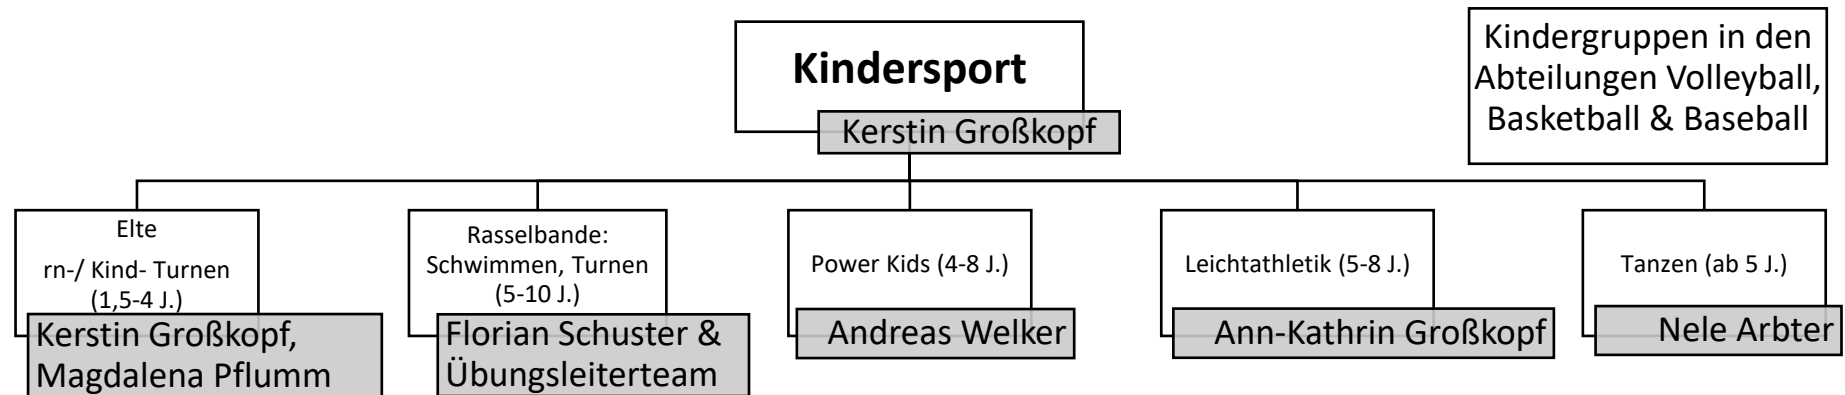 Kindersport
Kerstin Großkopf
Kindergruppen in den
Abteilungen Volleyball,
Basketball & Baseball
Elte
rn-/ Kind- Turnen
(1,5-4 J.)
Kerstin Großkopf,
Magdalena Pflumm
Rasselbande:
Schwimmen, Turnen
(5-10 J.)
Florian Schuster &
Übungsleiterteam
Power Kids (4-8 J.)
Andreas Welker
Leichtathletik (5-8 J.)
Ann-Kathrin Großkopf
Tanzen (ab 5 J.)
Nele Arbter